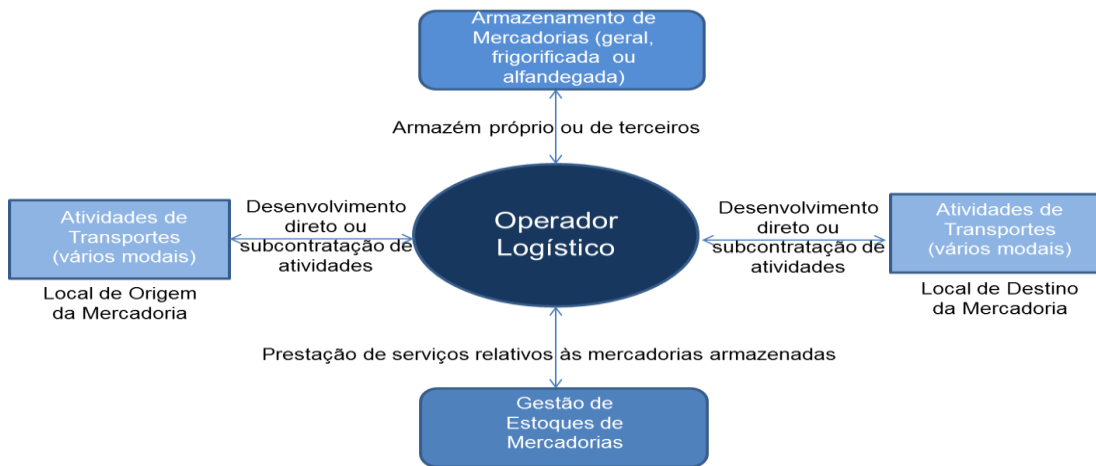 Armazenamento de
Mercadorias (geral,
frigorificada ou
alfandegada)
Armazém próprio ou de terceiros
Atividades de
Transportes
(vários modais)
Local de Origem
da Mercadoria
Desenvolvimento
direto ou
subcontratação de
atividades
Operador
Logístico
Desenvolvimento
direto ou
subcontratação de
atividades
Atividades de
Transportes
(vários modais)
Local de Destino
da Mercadoria
Prestação de serviços relativos às mercadorias armazenadas
Gestão de
Estoques de
Mercadorias